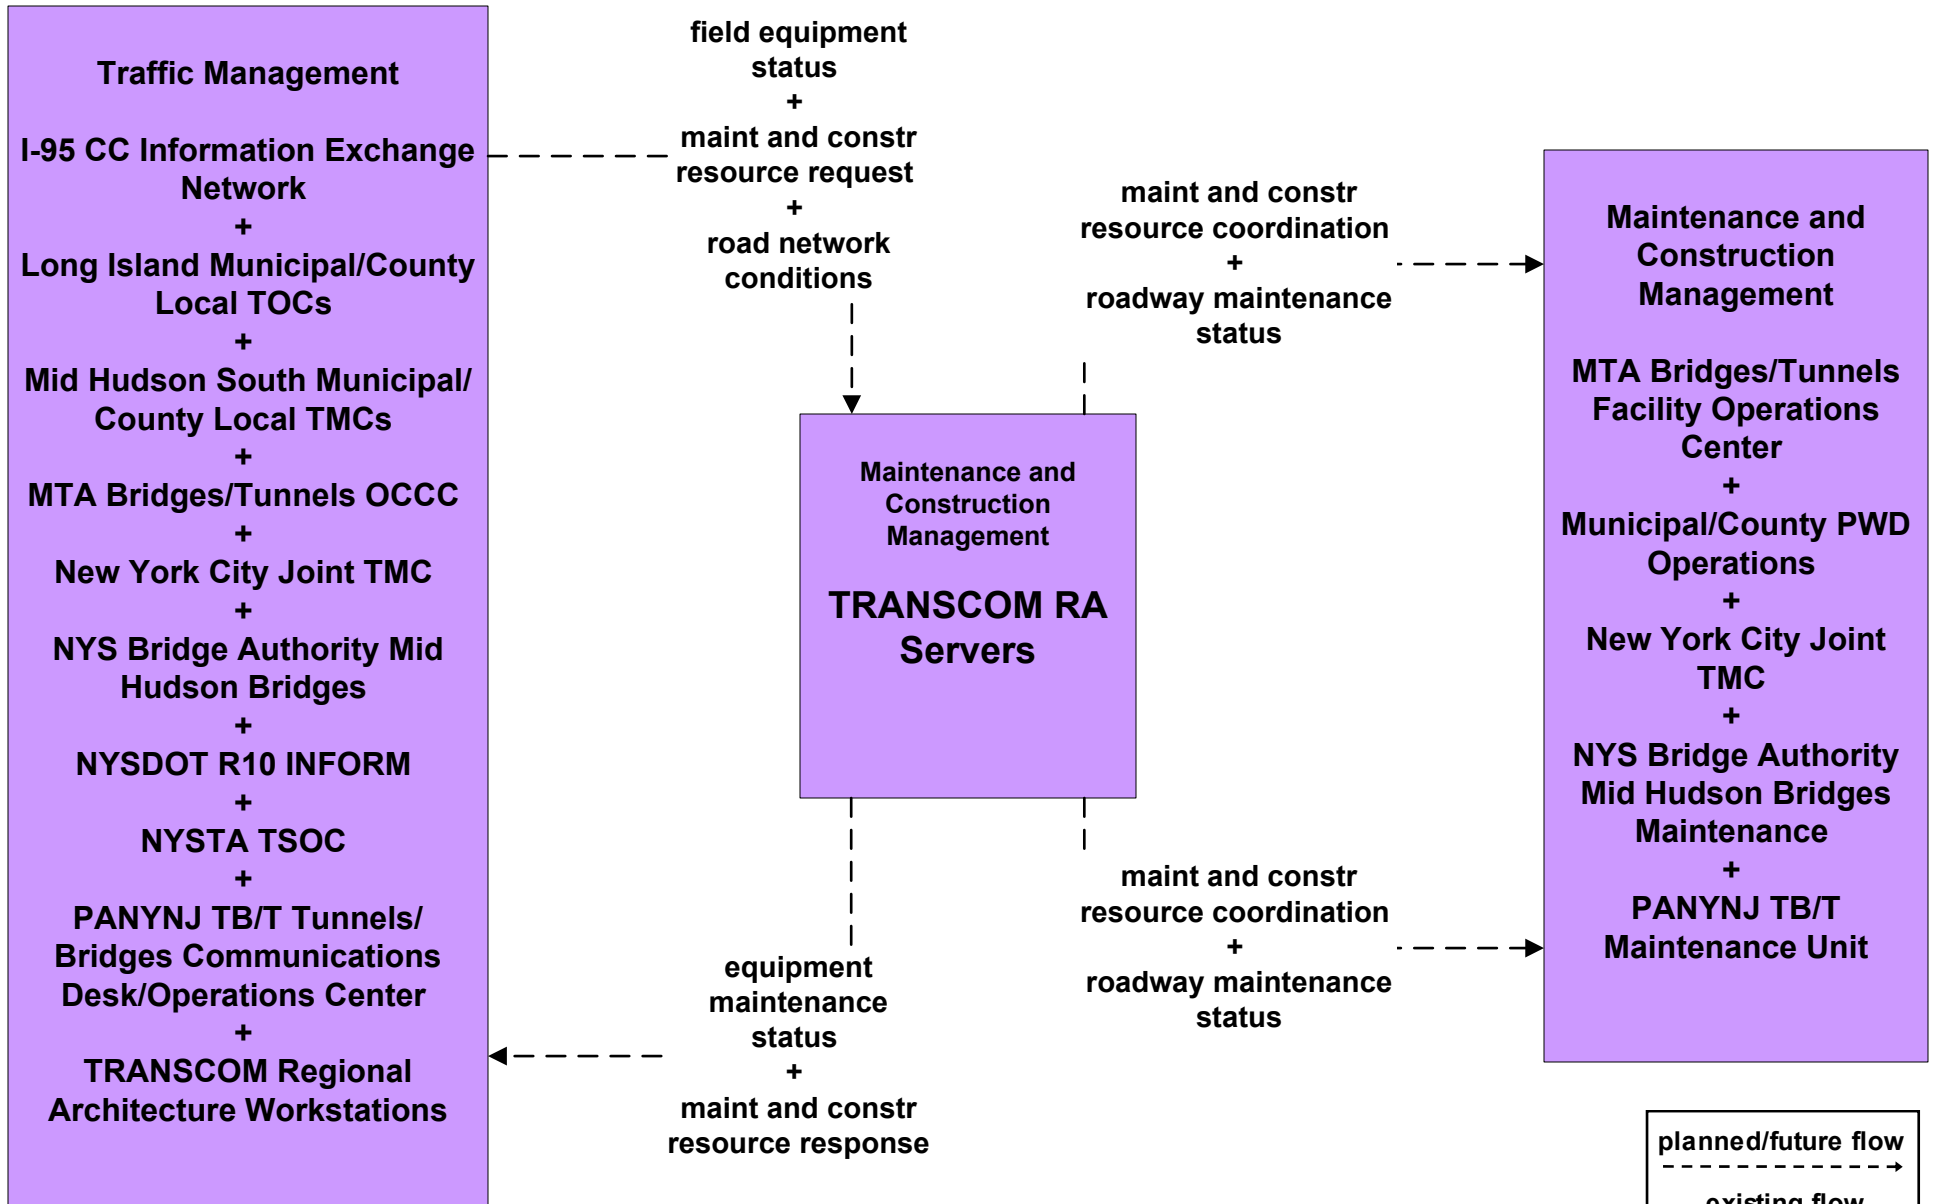 Traffic Management
I-95 CC Information Exchange
Network
+
Long Island Municipal/County
Local TOCs
+
Mid Hudson South Municipal/
County Local TMCs
+
MTA Bridges/Tunnels OCCC
+
New York City Joint TMC
+
NYS Bridge Authority Mid
Hudson Bridges
+
NYSDOT R10 INFORM
+
NYSTA TSOC
+
PANYNJ TB/T Tunnels/
Bridges Communications
Desk/Operations Center
+
TRANSCOM Regional
Architecture Workstations
field equipment
status
+
maint and constr
resource request
+
road network
conditions
Maintenance and
Construction
Management
TRANSCOM RA
Servers
equipment
maintenance
status
+
maint and constr
resource response
maint and constr
resource coordination
+
roadway maintenance
status
maint and constr
resource coordination
+
roadway maintenance
status
Maintenance and
Construction
Management
MTA Bridges/Tunnels
Facility Operations
Center
+
Municipal/County PWD
Operations
+
New York City Joint
TMC
+
NYS Bridge Authority
Mid Hudson Bridges
Maintenance
+
PANYNJ TB/T
Maintenance Unit
planned/future flow
existing flow